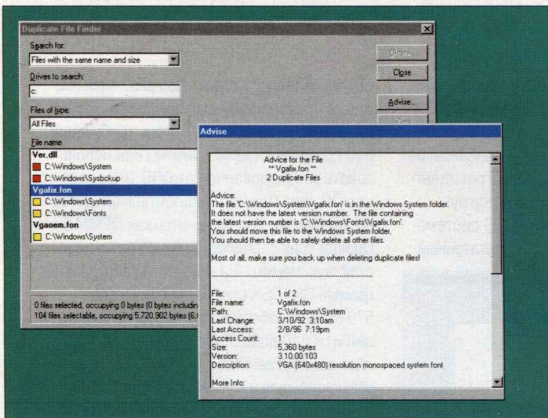 Duplicate File Finder
Search for:
Files with the same name and size
Drives to search:
c:
Files of type:
All Files
Close
Advise...
File name
Ver.dll
C:\Windows\System
C:\Windows\Sysbckup
Vgafix.fon
C:\Windows\System
C:\Windows\Fonts
Vgaoem.fon
C:\Windows\System
0 files selected, occupying 0 bytes (0 bytes includin
104 files selectable, occupying 5,720,902 bytes (6,
Advise
Advice for the File
** Vgafix.fon **
2 Duplicate Files
Advice:
The file 'C:\Windows\System\Vgafix.fon' is in the Windows System folder.
It does not have the latest version number. The file containing
the latest version number is 'C:\Windows\Fonts\Vgafix.fon'.
You should move this file to the Windows System folder.
You should then be able to safely delete all other files.
Most of all, make sure you back up when deleting duplicate files!
File: 1 of 2
File name: Vgafix.fon
Path: C:\Windows\System
Last Change: 3/10/92 3:10am
Last Access: 2/8/96 7:19pm
Access Count: 1
Size: 5,360 bytes
Version: 3.10.00.103
Description: VGA (640x480) resolution monospaced system font
More Info: